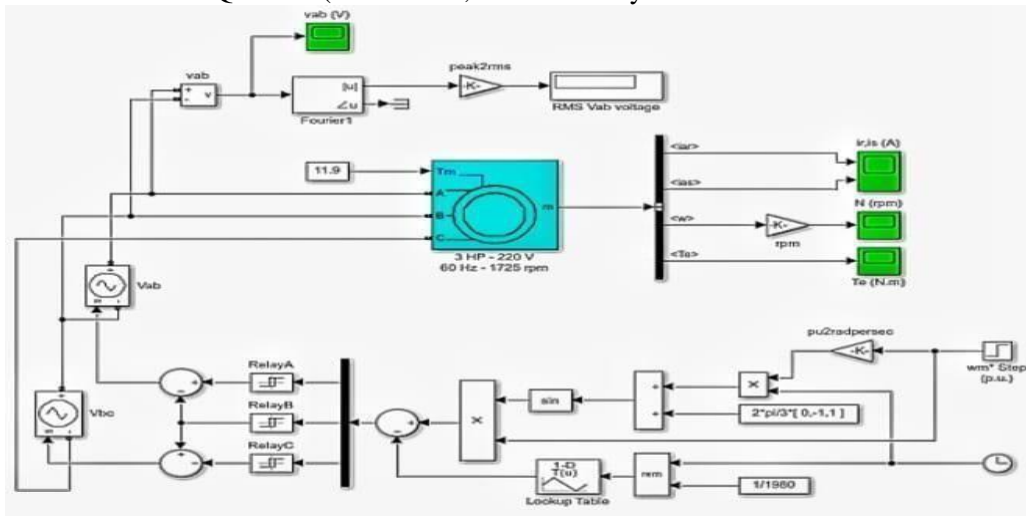 vab (V)
vab
+
-
v
|u|
∠u
Fourier1
peak2rms
-K-
RMS Vab voltage
11.9
Tm
A
B
C
m
3 HP - 220 V
60 Hz - 1725 rpm
<iar>
<ias>
<w>
<Te>
ir,is (A)
N (rpm)
-K-
rpm
Te (N.m)
Vab
Vbc
RelayA
RelayB
RelayC
pu2radpersec
-K-
wm* Step
(p.u.)
×
sin
+
+
2*pi/3*[ 0,-1,1 ]
×
1-D
T(u)
Lookup Table
rem
1/1980